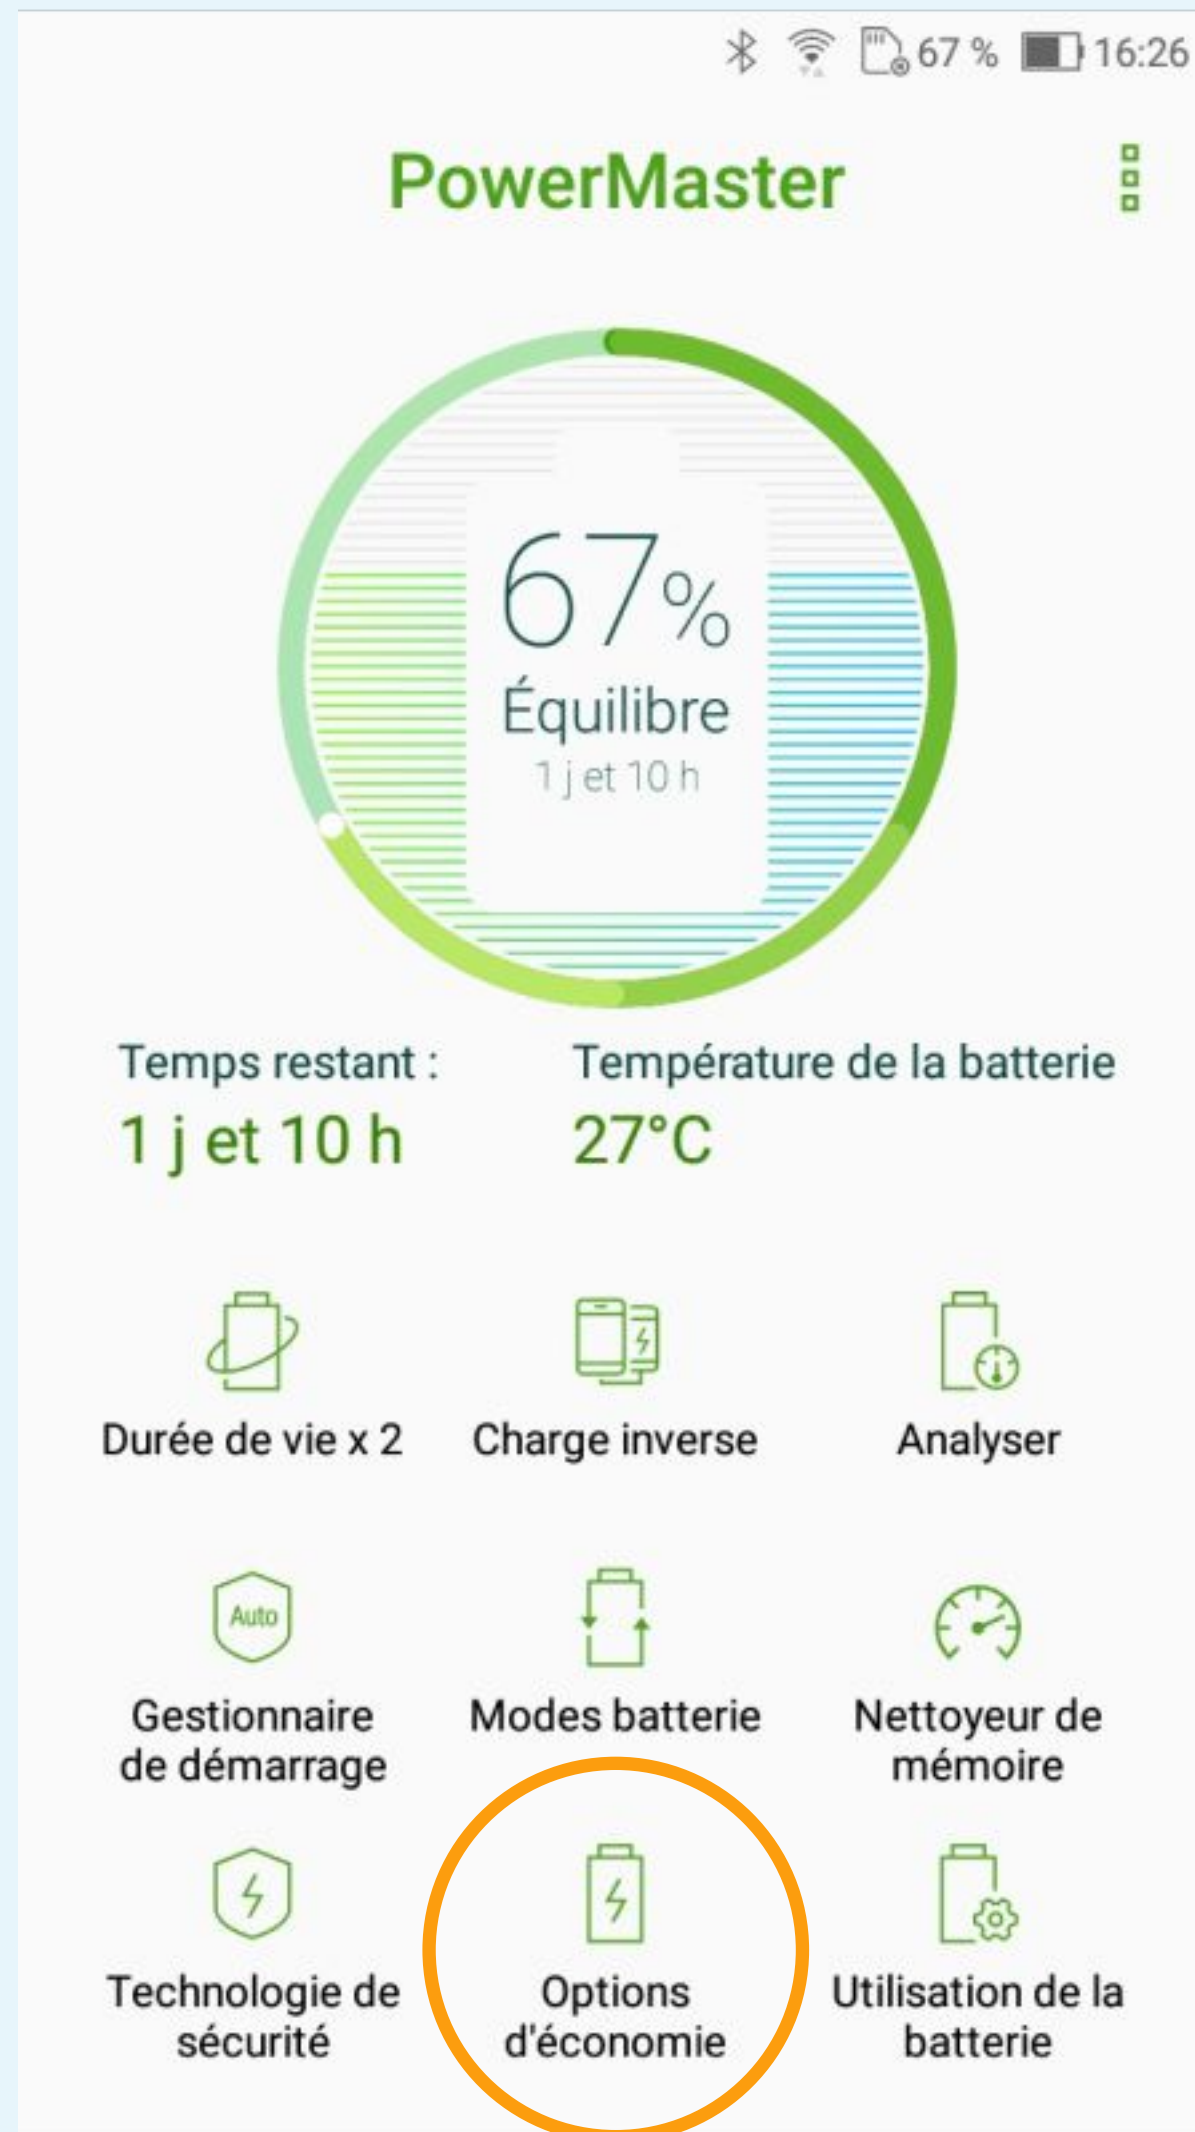 67 % 16:26
PowerMaster
67%
Équilibre
1 j et 10 h
Temps restant :
1 j et 10 h
Température de la batterie
27°C
Durée de vie x 2
Charge inverse
Analyser
Auto
Gestionnaire
de démarrage
Modes batterie
Nettoyeur de
mémoire
Technologie de
sécurité
Options
d'économie
Utilisation de la
batterie